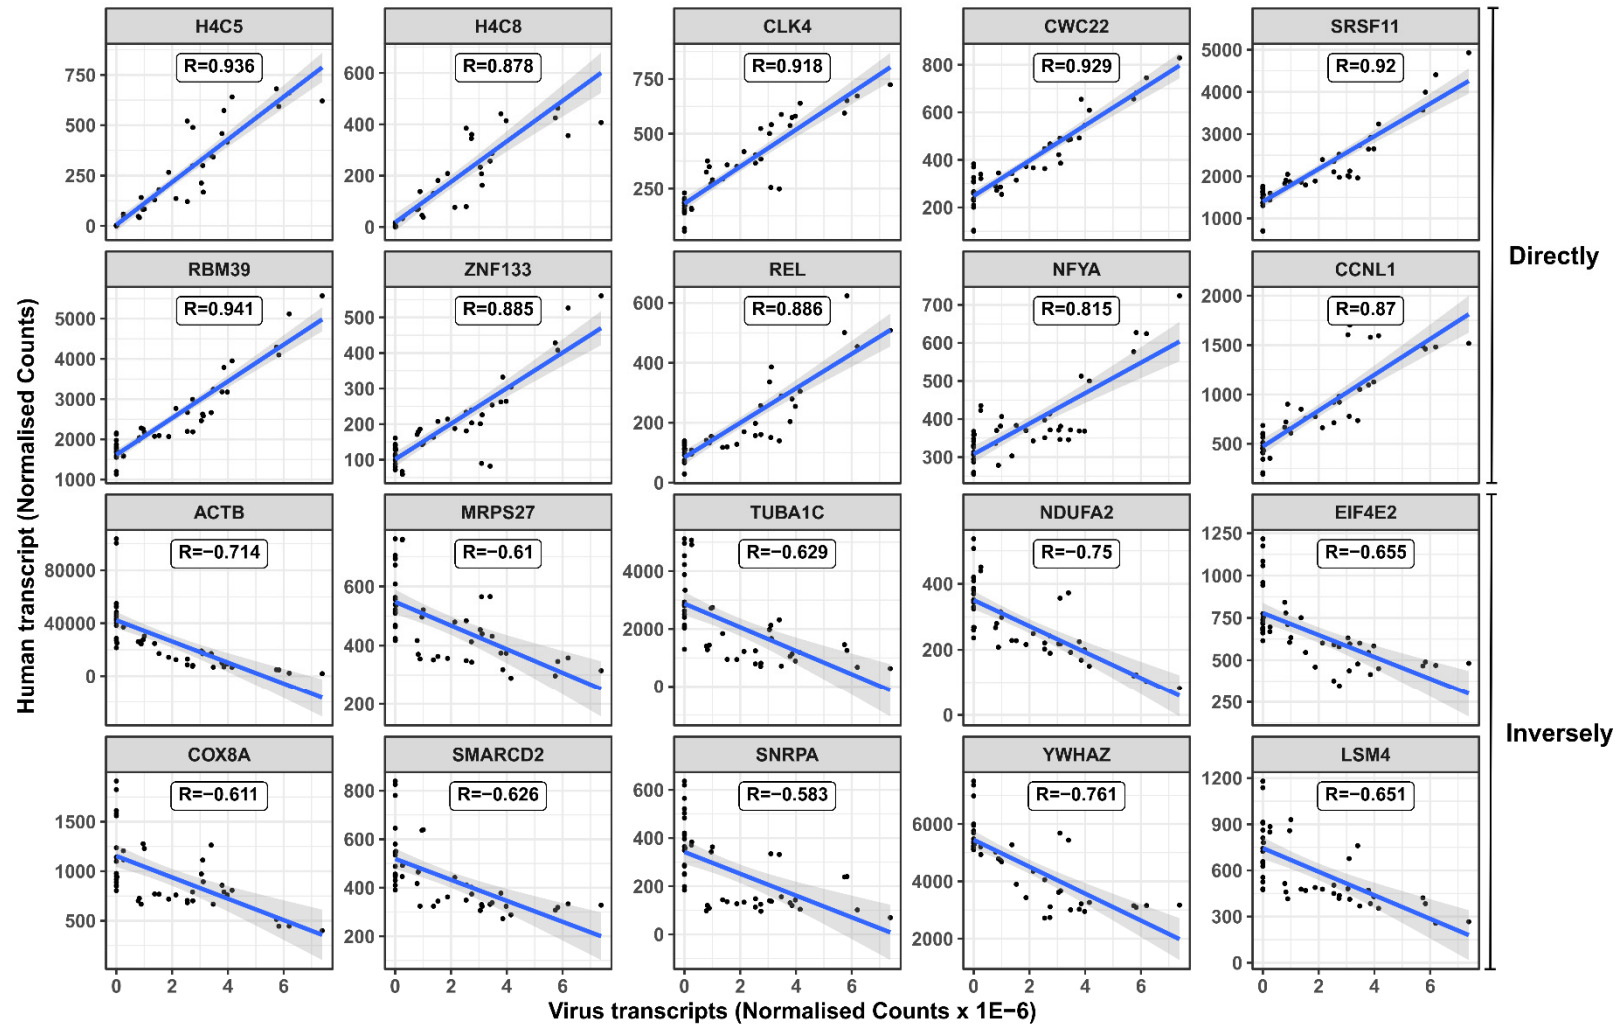 H4C5 H4C8 CLK4 CWC22 SRSF11
R=0.936 R=0.878 R=0.918 R=0.929 R=0.92
750 500 250 0
600 400 200 0
750 500 250
800 600 400 200
5000 4000 3000 2000 1000
Directly
RBM39 ZNF133 REL NFYA CCNL1
R=0.941 R=0.885 R=0.886 R=0.815 R=0.87
5000 4000 3000 2000 1000
500 400 300 200 100
600 400 200 0
700 600 500 400 300
2000 1500 1000 500 0
Human transcript (Normalised Counts)
ACTB MRPS27 TUBA1C NDUFA2 EIF4E2
R=−0.714 R=−0.61 R=−0.629 R=−0.75 R=−0.655
80000 40000 0
600 400 200
4000 2000 0
400 200 0
1250 1000 750 500 250
Inversely
COX8A SMARCD2 SNRPA YWHAZ LSM4
R=−0.611 R=−0.626 R=−0.583 R=−0.761 R=−0.651
1500 1000 500
800 600 400 200
600 400 200 0
6000 4000 2000
1200 900 600 300 0
0 2 4 6 0 2 4 6 0 2 4 6 0 2 4 6 0 2 4 6
Virus transcripts (Normalised Counts x 1E−6)